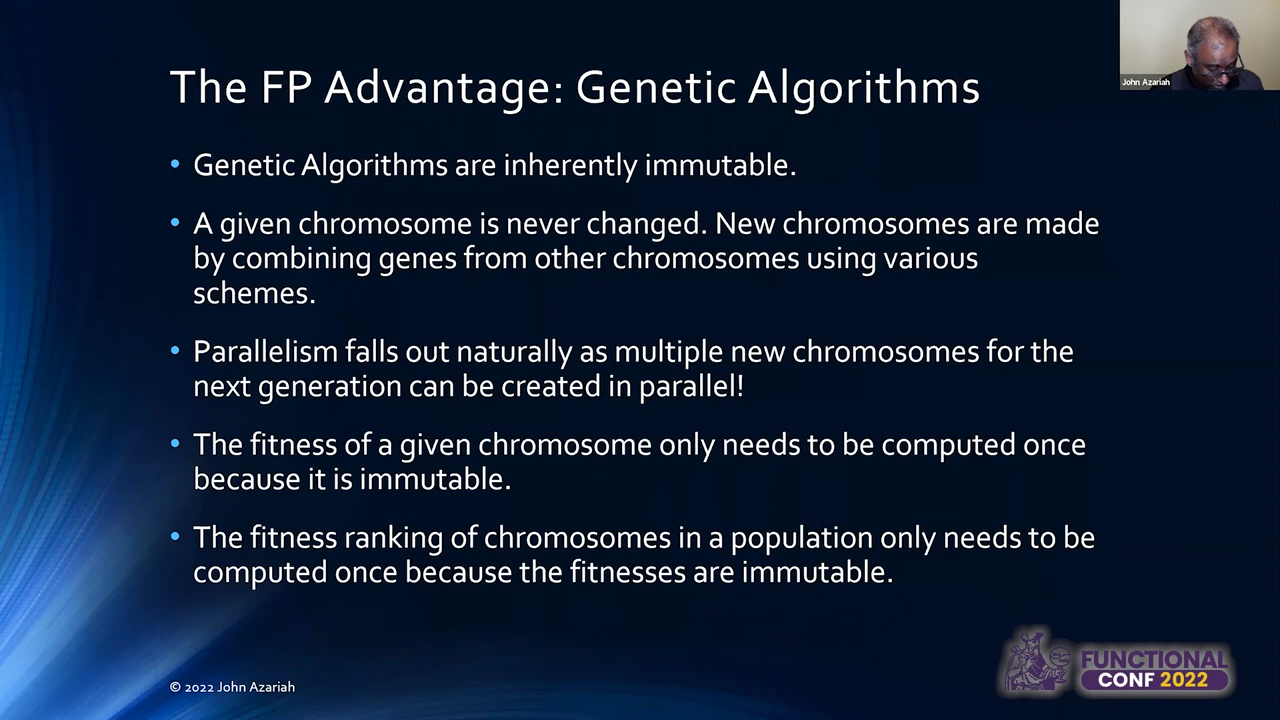 John Azariah
The FP Advantage: Genetic Algorithms
• Genetic Algorithms are inherently immutable.
• A given chromosome is never changed. New chromosomes are made
by combining genes from other chromosomes using various
schemes.
• Parallelism falls out naturally as multiple new chromosomes for the
next generation can be created in parallel!
• The fitness of a given chromosome only needs to be computed once
because it is immutable.
• The fitness ranking of chromosomes in a population only needs to be
computed once because the fitnesses are immutable.
© 2022 John Azariah
FUNCTIONAL
CONF 2022